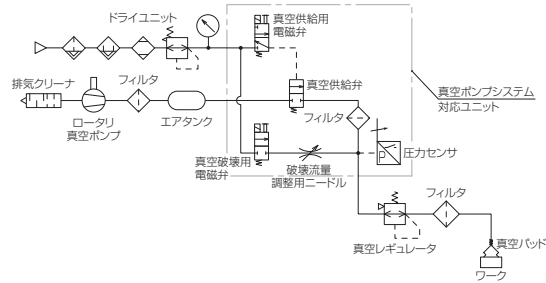 ドライユニット
真空供給用
電磁弁
排気クリーナ
フィルタ
真空供給弁
真空ポンプシステム
対応ユニット
ロータリ
真空ポンプ
エアタンク
フィルタ
真空破壊用
電磁弁
破壊流量
調整用ニードル
P
圧力センサ
フィルタ
真空レギュレータ
真空パッド
ワーク